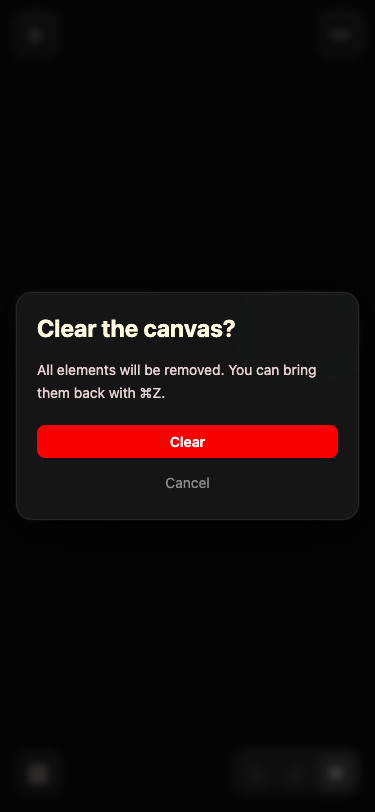 Clear the canvas?
All elements will be removed. You can bring
them back with ⌘Z.
Clear
Cancel